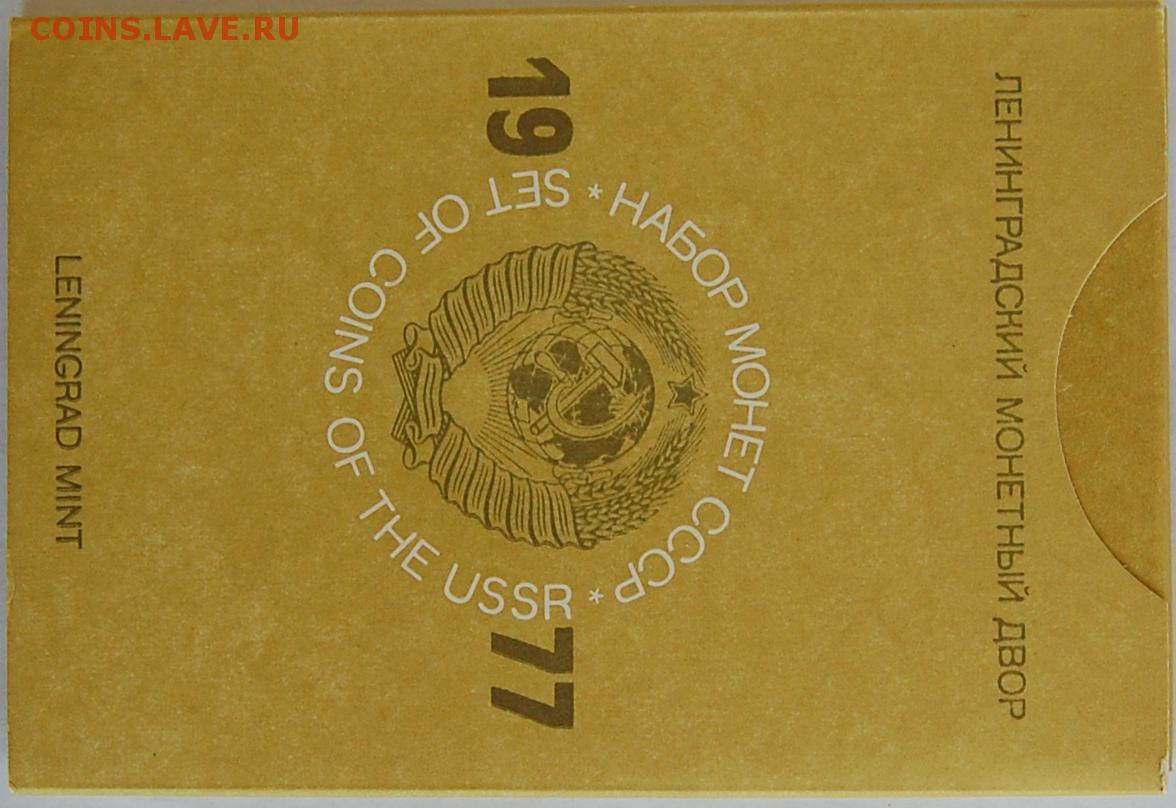 COINS.LAVE.RU
ЛЕНИНГРАДСКИЙ МОНЕТНЫЙ ДВОР
* НАБОР МОНЕТ СССР *
19 77
SET OF COINS OF THE USSR
LENINGRAD MINT